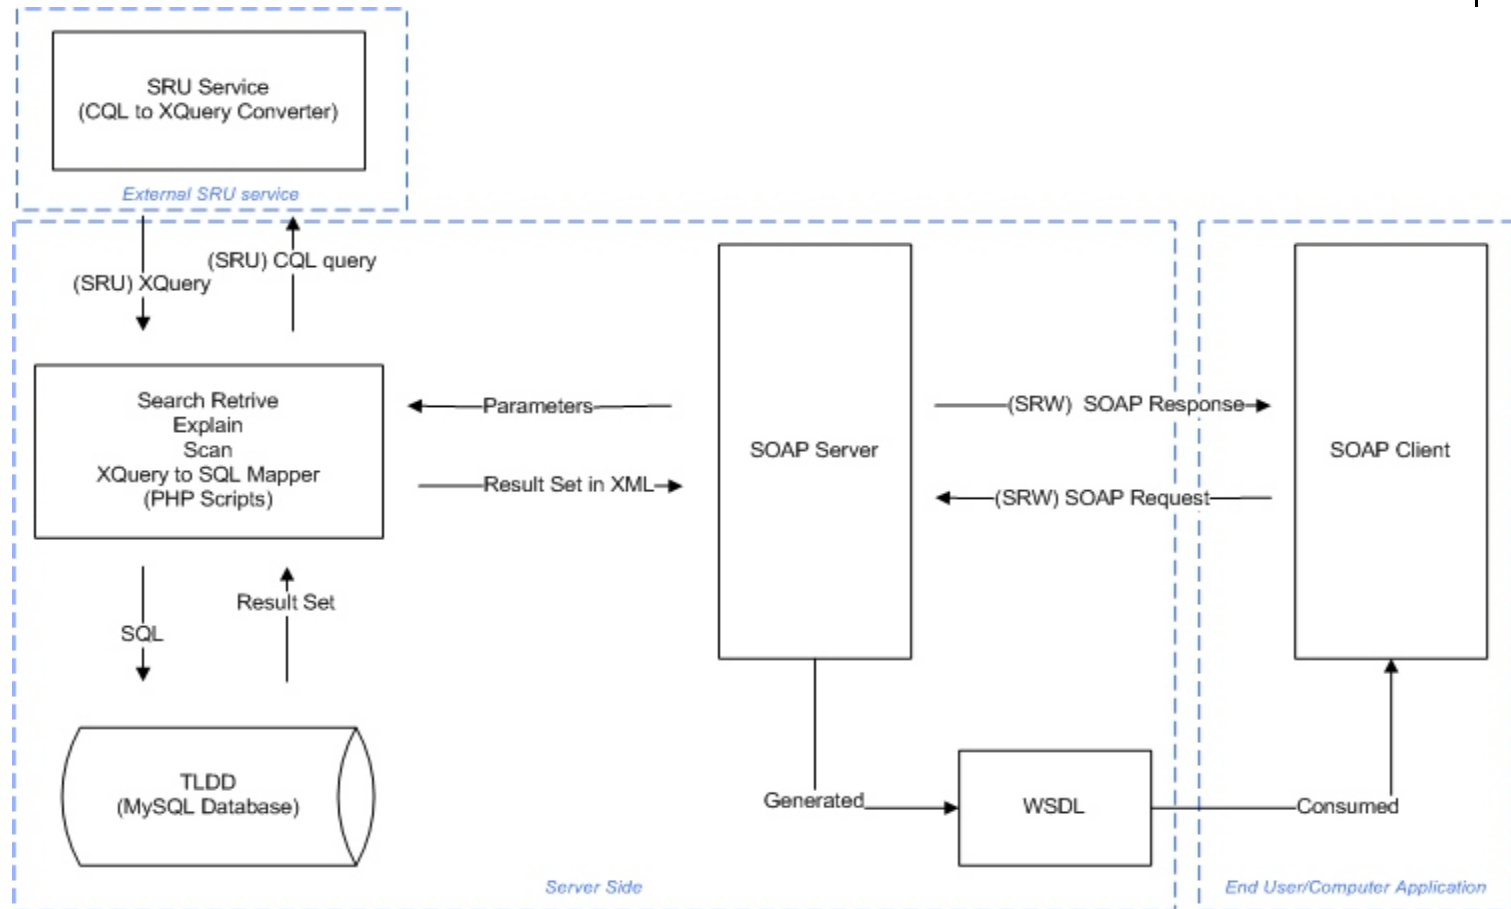 SRU Service
(CQL to XQuery Converter)
External SRU service
(SRU) CQL query
(SRU) XQuery
Search Retrive
Explain
Scan
XQuery to SQL Mapper
(PHP Scripts)
Parameters
Result Set in XML
SOAP Server
(SRW) SOAP Response
(SRW) SOAP Request
SOAP Client
Result Set
SQL
TLDD
(MySQL Database)
Generated
WSDL
Consumed
Server Side
End User/Computer Application